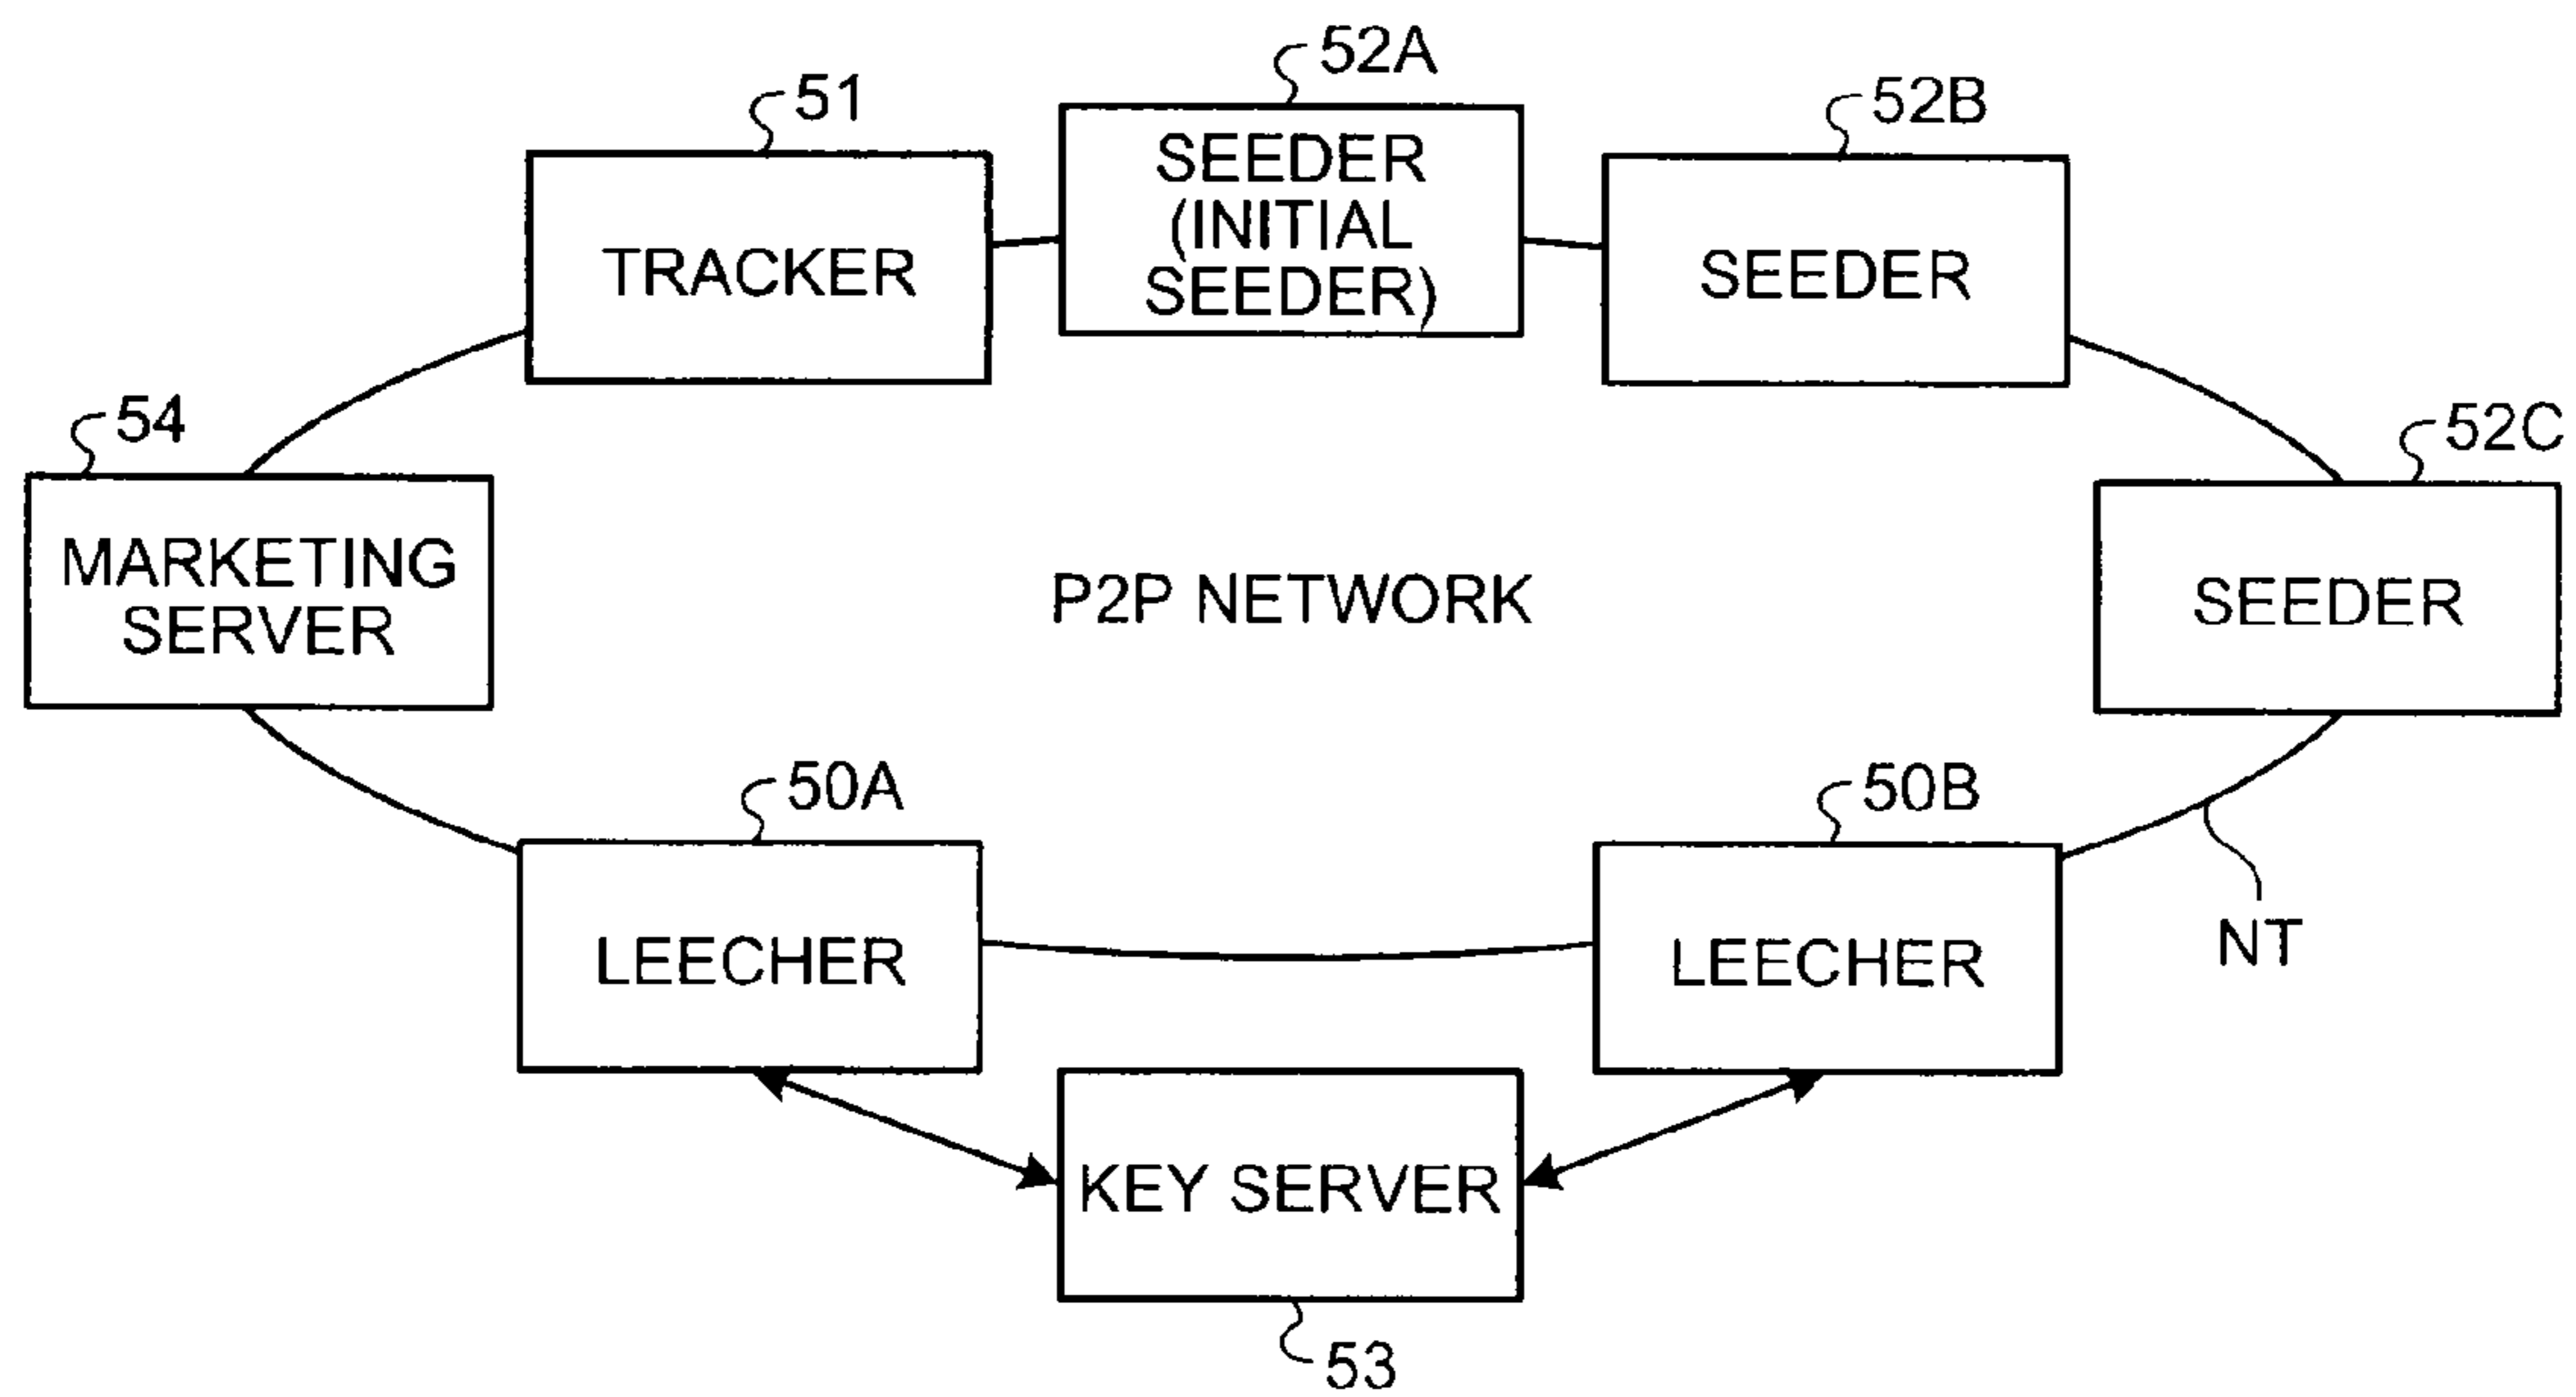 52A
51
52B
SEEDER
(INITIAL
SEEDER)
TRACKER
SEEDER
54
52C
MARKETING
SERVER
P2P NETWORK
SEEDER
50A
50B
LEECHER
LEECHER
NT
KEY SERVER
53